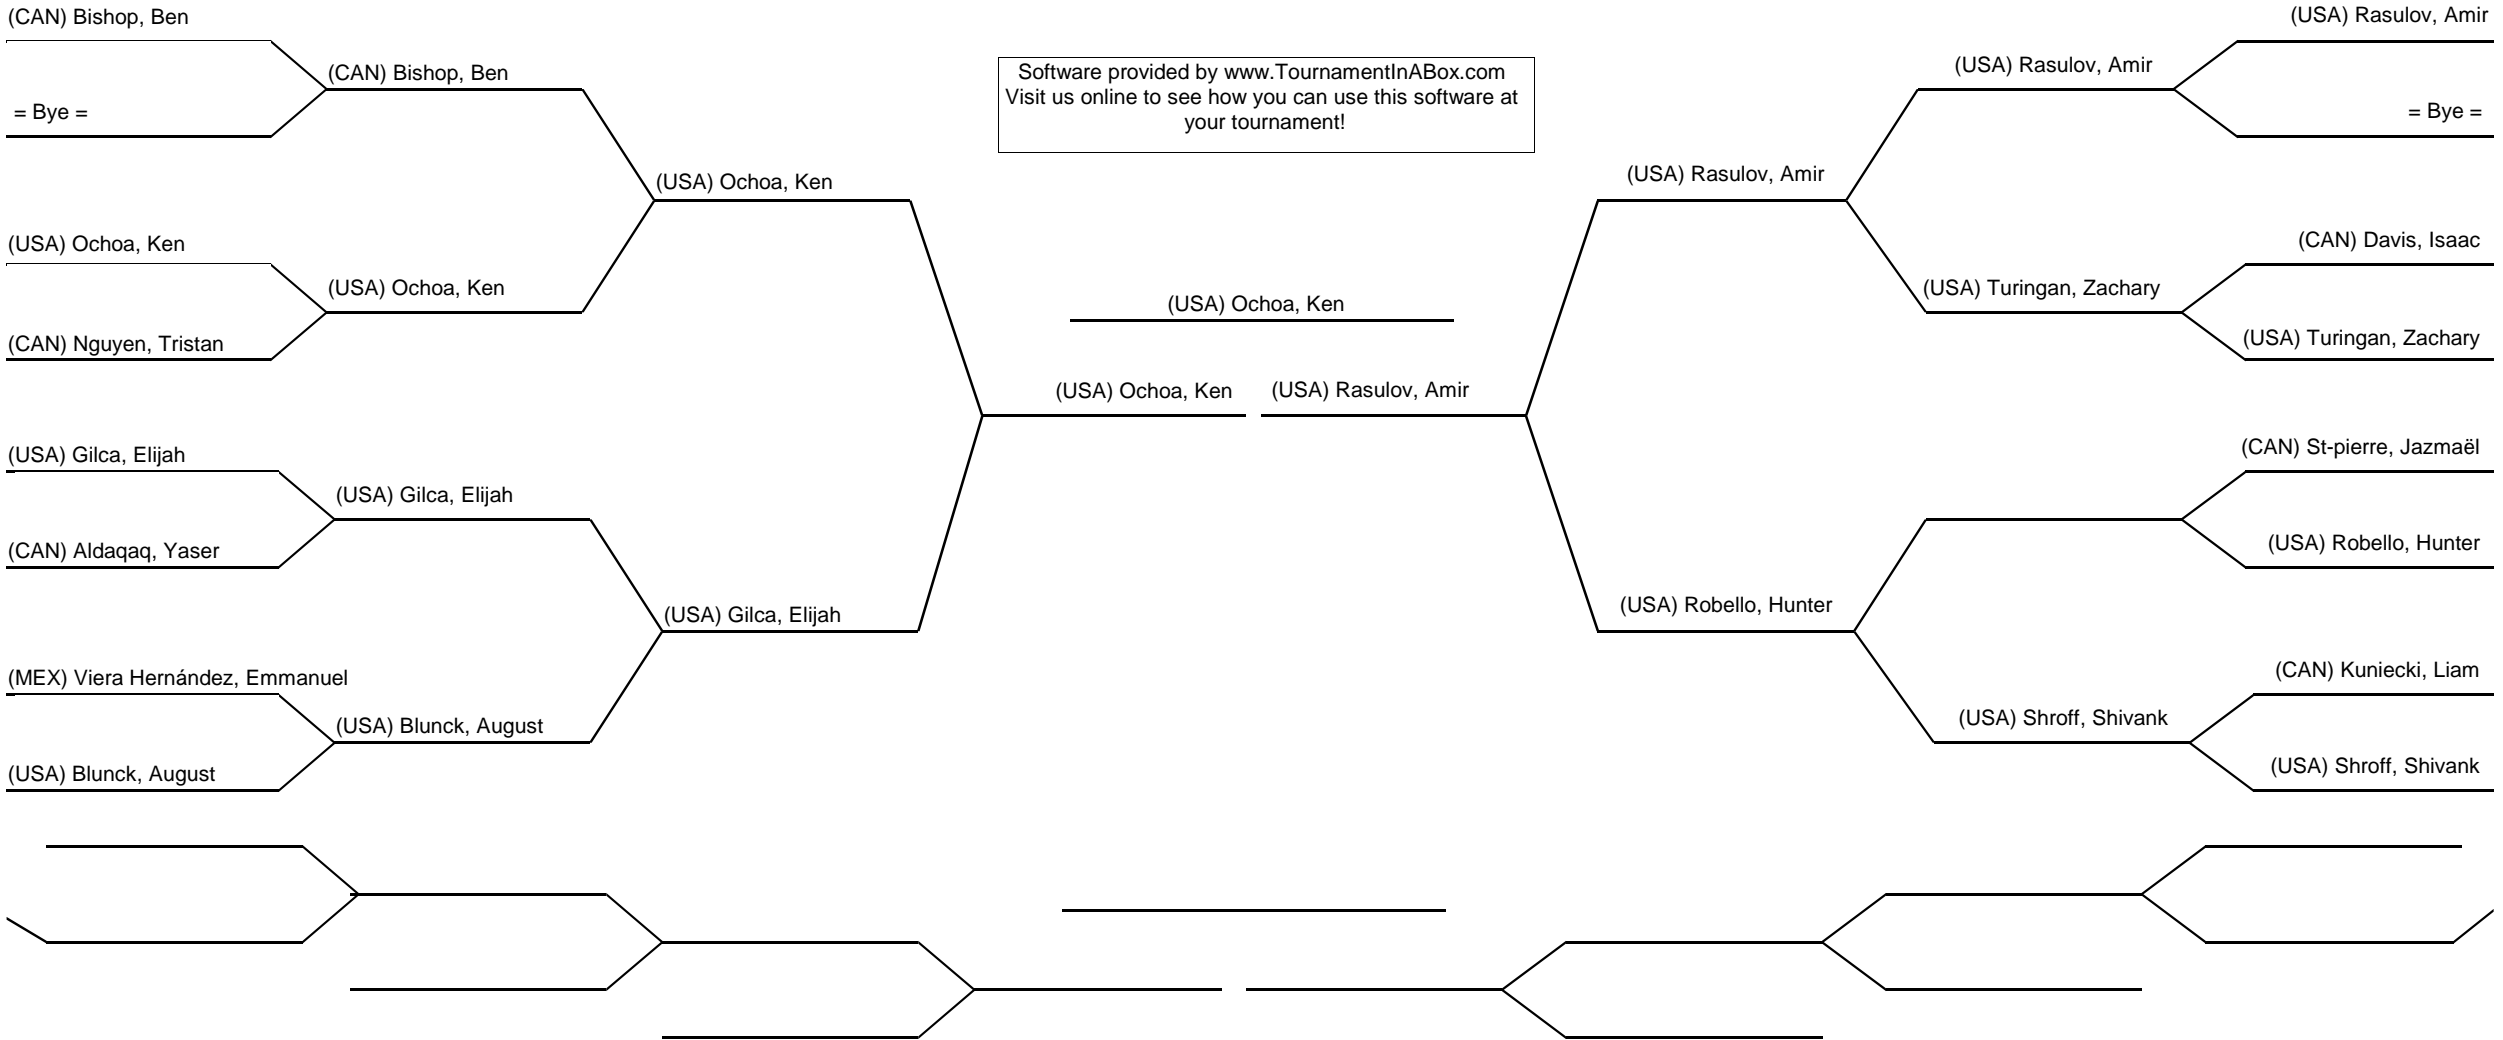 (CAN) Bishop, Ben
= Bye =
(USA) Ochoa, Ken
(CAN) Nguyen, Tristan
(USA) Gilca, Elijah
(CAN) Aldaqaq, Yaser
(MEX) Viera Hernández, Emmanuel
(USA) Blunck, August
(CAN) Bishop, Ben
(USA) Ochoa, Ken
(USA) Gilca, Elijah
(USA) Blunck, August
(USA) Ochoa, Ken
(USA) Gilca, Elijah
Software provided by www.TournamentInABox.com
Visit us online to see how you can use this software at
your tournament!
(USA) Ochoa, Ken
(USA) Ochoa, Ken
(USA) Rasulov, Amir
(USA) Rasulov, Amir
(USA) Robello, Hunter
(USA) Rasulov, Amir
(USA) Turingan, Zachary
(USA) Shroff, Shivank
(USA) Rasulov, Amir
= Bye =
(CAN) Davis, Isaac
(USA) Turingan, Zachary
(CAN) St-pierre, Jazmaël
(USA) Robello, Hunter
(CAN) Kuniecki, Liam
(USA) Shroff, Shivank